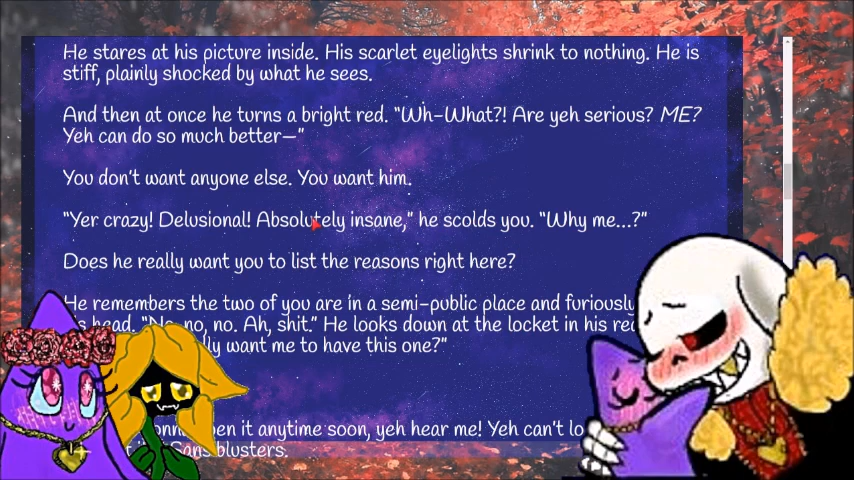 He stares at his picture inside. His scarlet eyelights shrink to nothing. He is
stiff, plainly shocked by what he sees.
And then at once he turns a bright red. “Wh-What?! Are yeh serious? ME?
Yeh can do so much better—”
You don’t want anyone else. You want him.
“Yer crazy! Delusional! Absolutely insane,” he scolds you. “Why me...?”
Does he really want you to list the reasons right here?
He remembers the two of you are in a semi-public place and furiously
head. “No, no, no. Ah, shit.” He looks down at the locket in his
want me to have this one?”
it anytime soon, yeh hear me! Yeh can’t
Sans blusters.